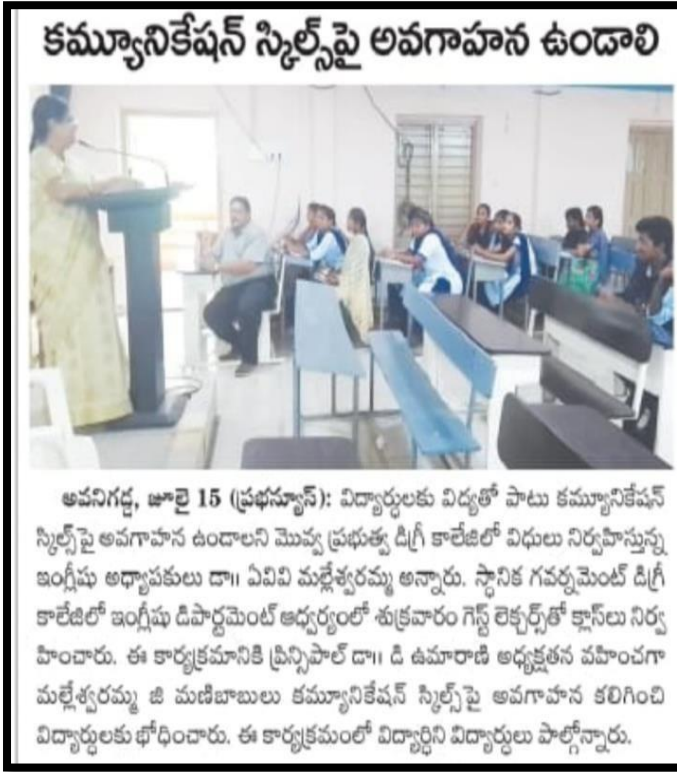 కమ్యూనికేషన్ స్కిల్స్‌పై అవగాహన ఉండాలి
అవనిగడ్డ, జూలై 15 (ప్రభన్యూస్): విద్యార్థులకు విద్యతో పాటు కమ్యూనికేషన్
స్కిల్స్‌పై అవగాహన ఉండాలని మొవ్వ ప్రభుత్వ డిగ్రీ కాలేజిలో విధులు నిర్వహిస్తున్న
ఇంగ్లీషు అధ్యాపకులు డా॥ ఏవివి మల్లేశ్వరమ్మ అన్నారు. స్థానిక గవర్నమెంట్ డిగ్రీ
కాలేజిలో ఇంగ్లీషు డిపార్ట్‌మెంట్ ఆధ్వర్యంలో శుక్రవారం గెస్ట్ లెక్చర్స్‌తో క్లాస్‌లు నిర్వ
హించారు. ఈ కార్యక్రమానికి ప్రిన్సిపాల్ డా॥ డి ఉమారాణి అధ్యక్షతన వహించగా
మల్లేశ్వరమ్మ జి మణిబాబులు కమ్యూనికేషన్ స్కిల్స్‌పై అవగాహన కలిగించి
విద్యార్థులకు భోధించారు. ఈ కార్యక్రమంలో విద్యార్థిని విద్యార్థులు పాల్గోన్నారు.